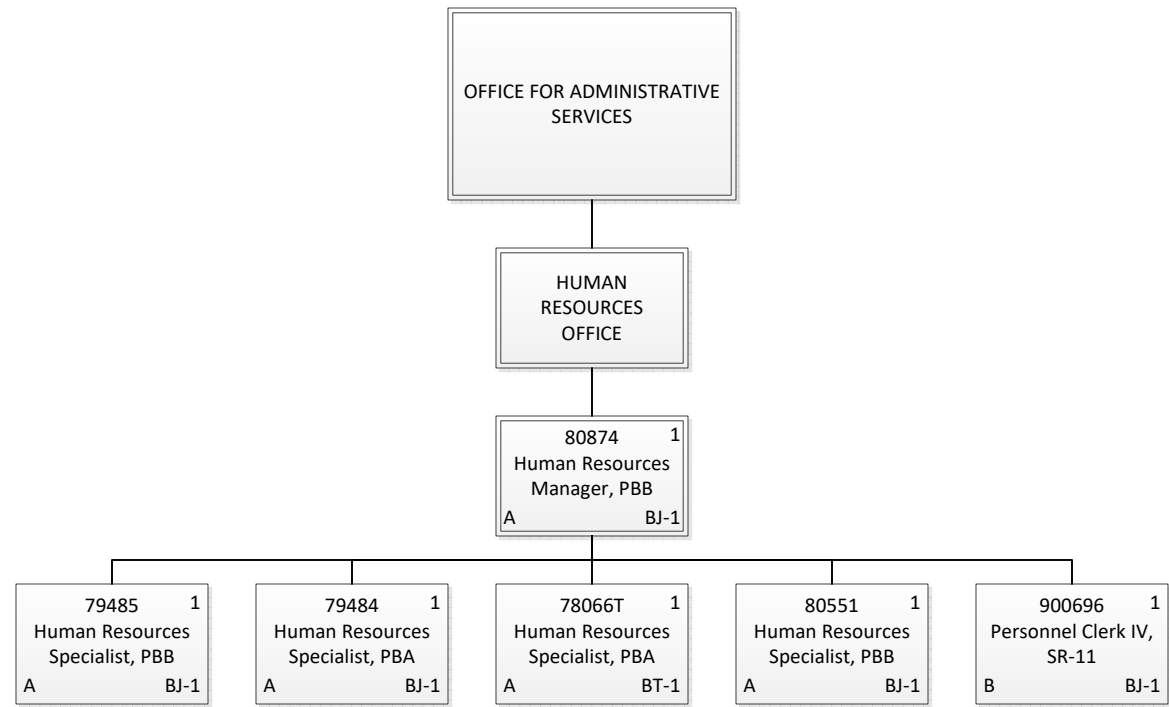 OFFICE FOR ADMINISTRATIVE
SERVICES
HUMAN
RESOURCES
OFFICE
80874 1
Human Resources
Manager, PBB
A BJ-1
79485 1
Human Resources
Specialist, PBB
A BJ-1
79484 1
Human Resources
Specialist, PBA
A BJ-1
78066T 1
Human Resources
Specialist, PBA
A BT-1
80551 1
Human Resources
Specialist, PBB
A BJ-1
900696 1
Personnel Clerk IV,
SR-11
B BJ-1